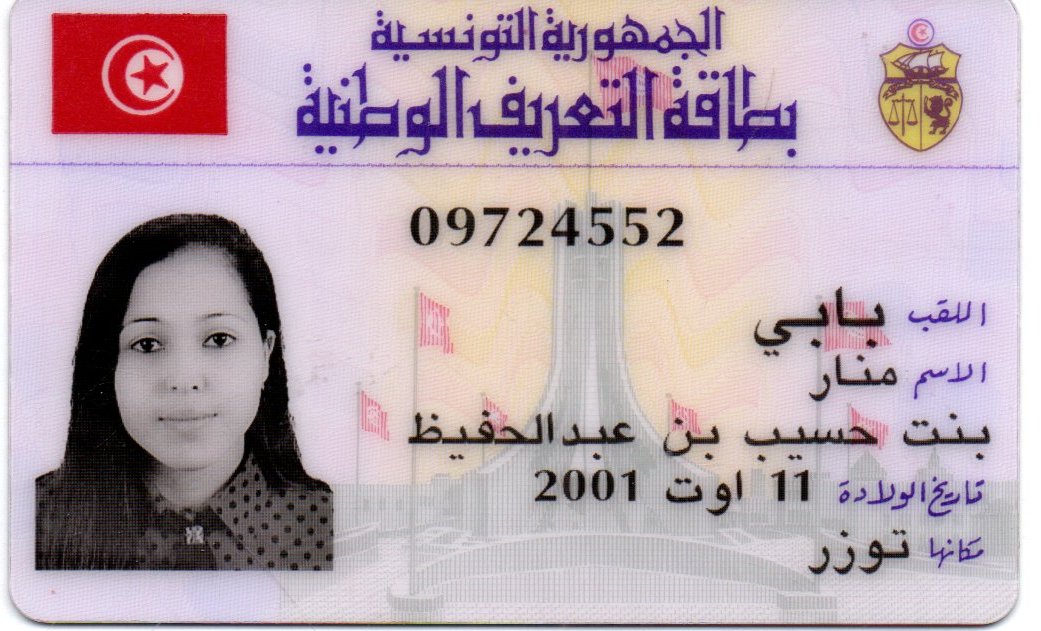 الجمهورية التونسية
بطاقة التعريف الوطنية
09724552
اللقب بابي
الاسم منار
بنت حسيب بن عبدالحفيظ
تاريخ الولادة 11 اوت 2001
مكانها توزر